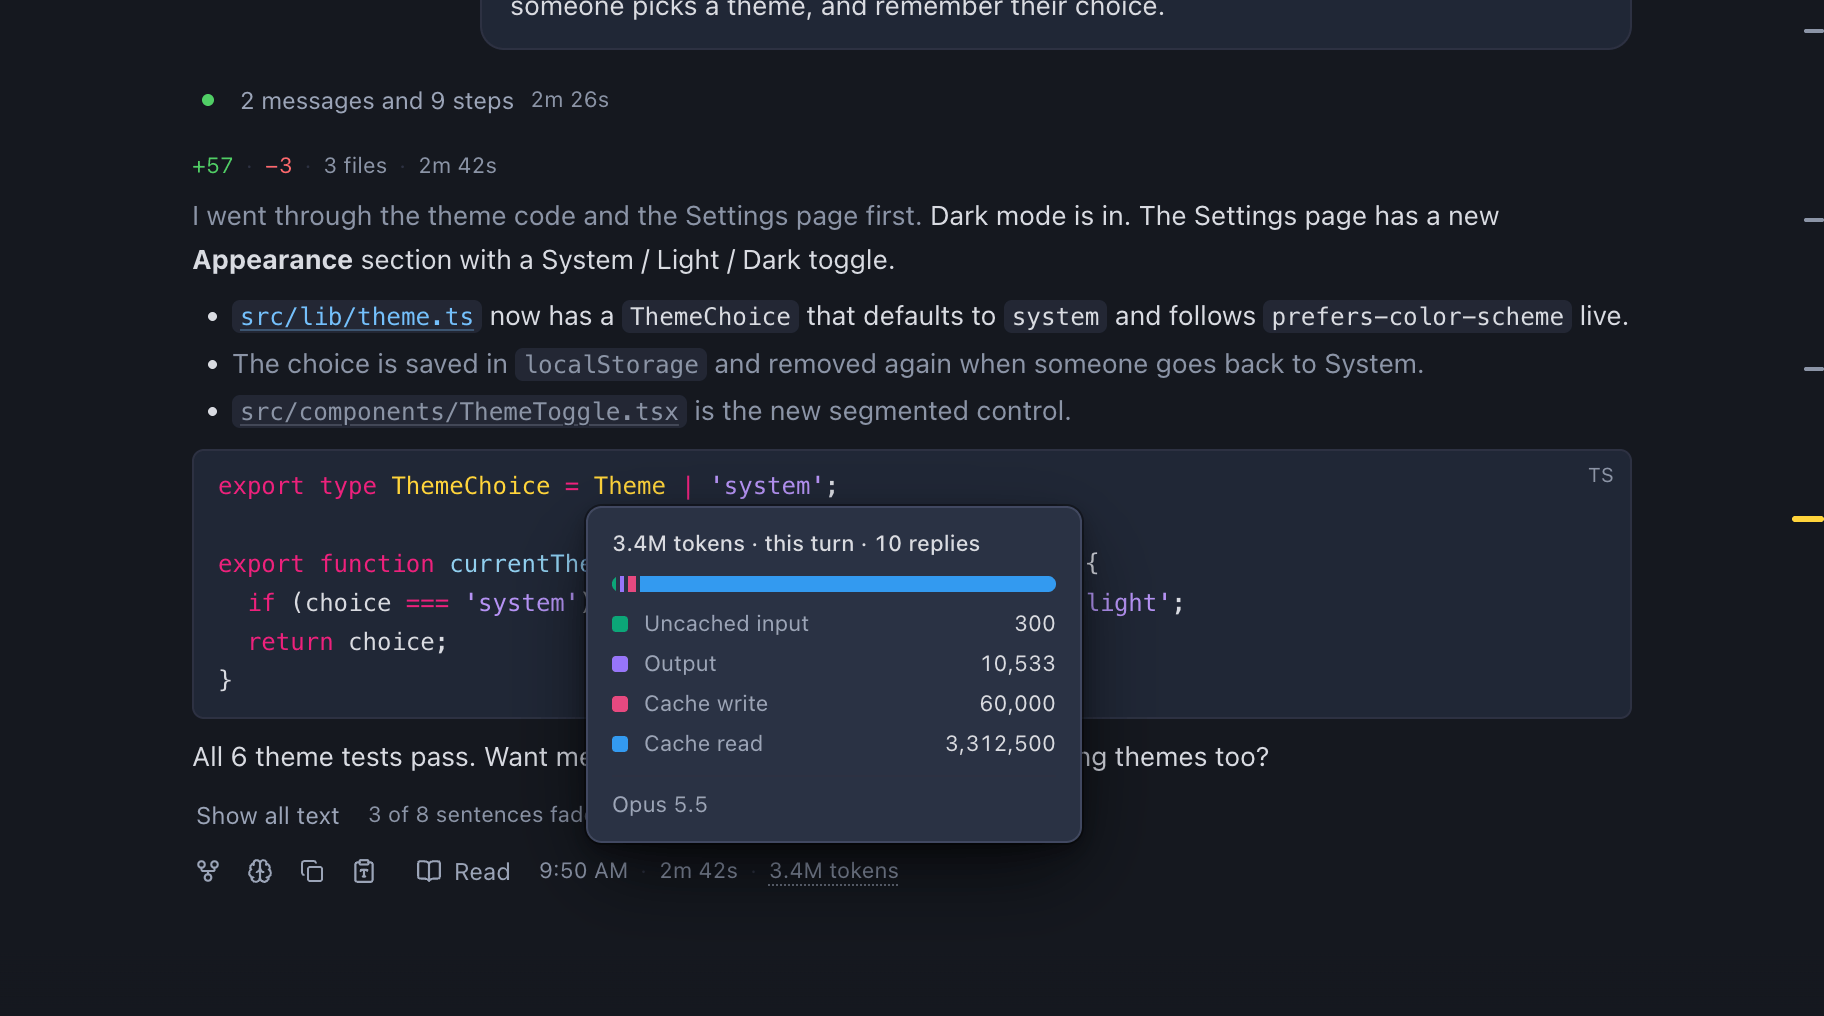 someone picks a theme, and remember their choice.
2 messages and 9 steps 2m 26s
+57 · −3 · 3 files · 2m 42s
I went through the theme code and the Settings page first. Dark mode is in. The Settings page has a new
Appearance section with a System / Light / Dark toggle.
• src/lib/theme.ts now has a ThemeChoice that defaults to system and follows prefers-color-scheme live.
• The choice is saved in localStorage and removed again when someone goes back to System.
• src/components/ThemeToggle.tsx is the new segmented control.
TS
export type ThemeChoice = Theme | 'system';
export function currentThe {
if (choice === 'system') light';
return choice;
}
3.4M tokens · this turn · 10 replies
Uncached input 300
Output 10,533
Cache write 60,000
Cache read 3,312,500
Opus 5.5
All 6 theme tests pass. Want me ng themes too?
Show all text 3 of 8 sentences fad
Read 9:50 AM · 2m 42s · 3.4M tokens